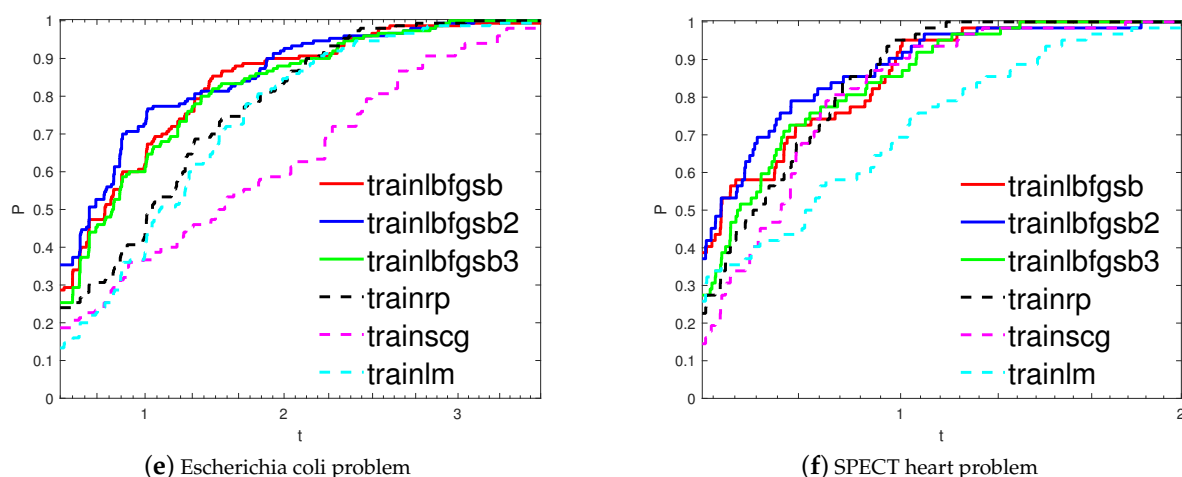 1
0.9
0.8
0.7
0.6
0.5
0.4
0.3
0.2
0.1
0
P
1 2 3
t
trainlbfgsb
trainlbfgsb2
trainlbfgsb3
trainrp
trainscg
trainlm
(e) Escherichia coli problem
1
0.9
0.8
0.7
0.6
0.5
0.4
0.3
0.2
0.1
0
P
1 2
t
trainlbfgsb
trainlbfgsb2
trainlbfgsb3
trainrp
trainscg
trainlm
(f) SPECT heart problem